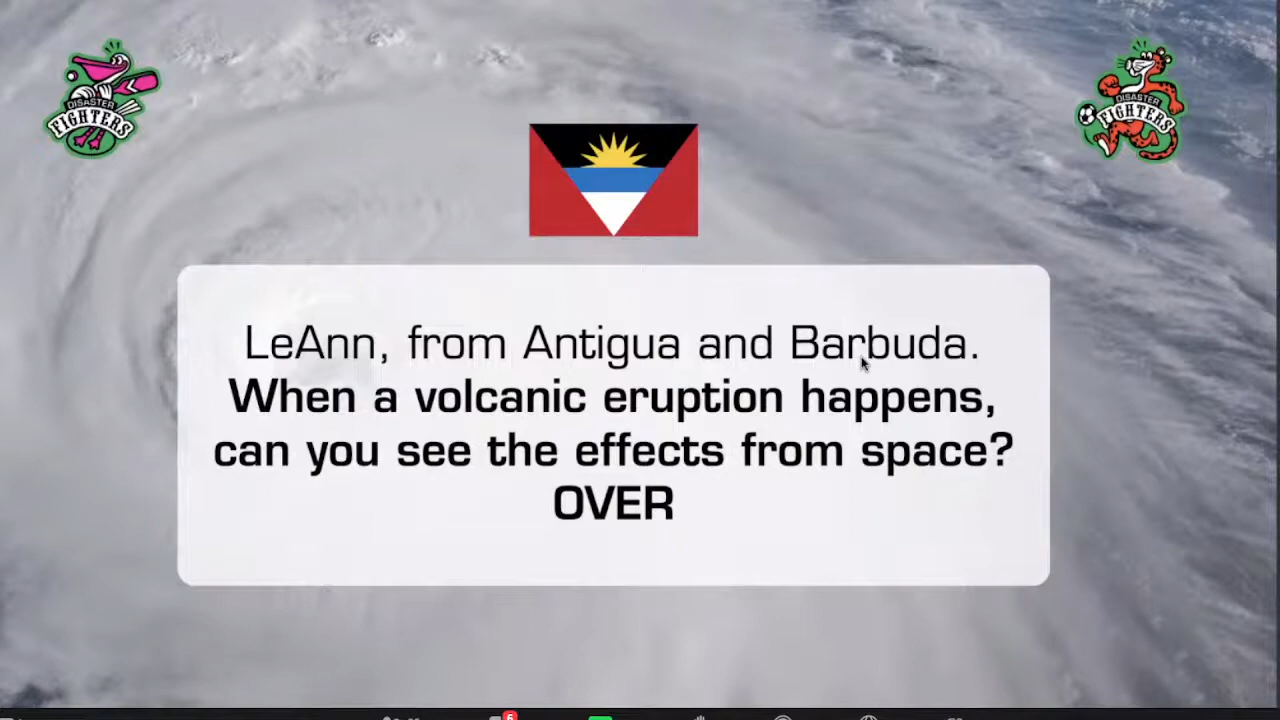 DISASTER
FIGHTERS
DISASTER
FIGHTERS
LeAnn, from Antigua and Barbuda.
When a volcanic eruption happens,
can you see the effects from space?
OVER
6